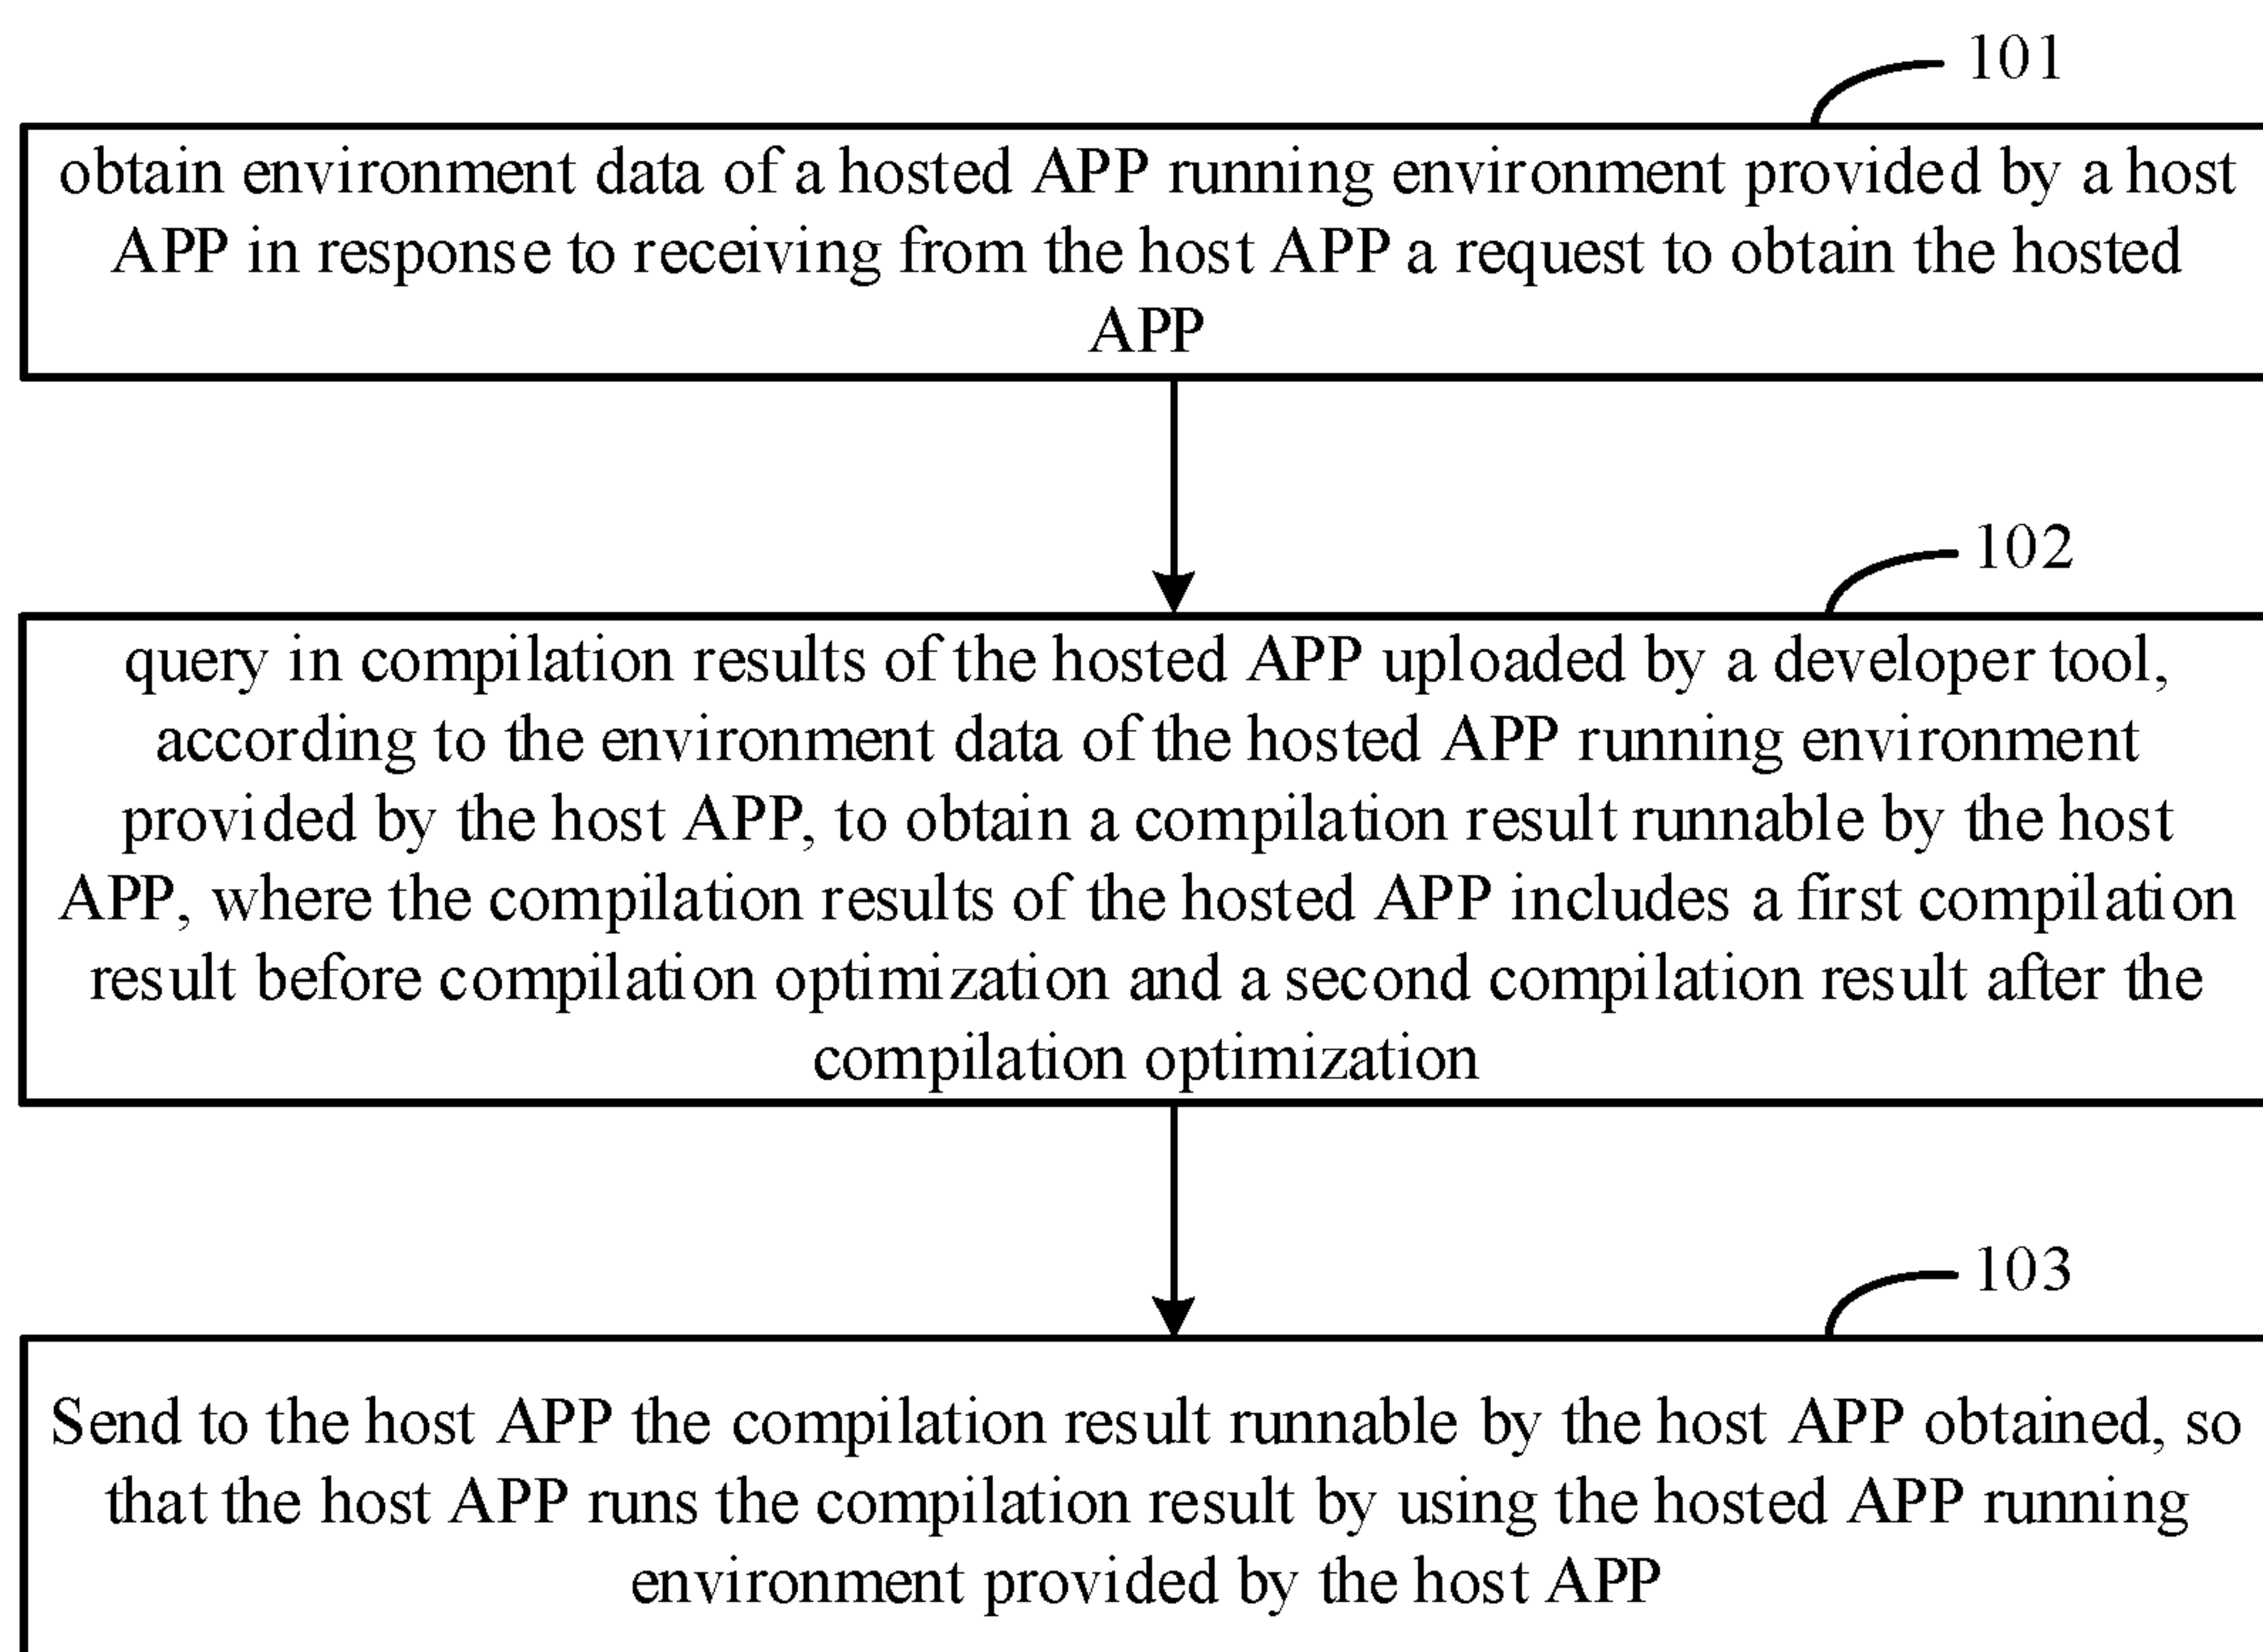 101
obtain environment data of a hosted APP running environment provided by a host
APP in response to receiving from the host APP a request to obtain the hosted
APP
102
query in compilation results of the hosted APP uploaded by a developer tool,
according to the environment data of the hosted APP running environment
provided by the host APP, to obtain a compilation result runnable by the host
APP, where the compilation results of the hosted APP includes a first compilation
result before compilation optimization and a second compilation result after the
compilation optimization
103
Send to the host APP the compilation result runnable by the host APP obtained, so
that the host APP runs the compilation result by using the hosted APP running
environment provided by the host APP